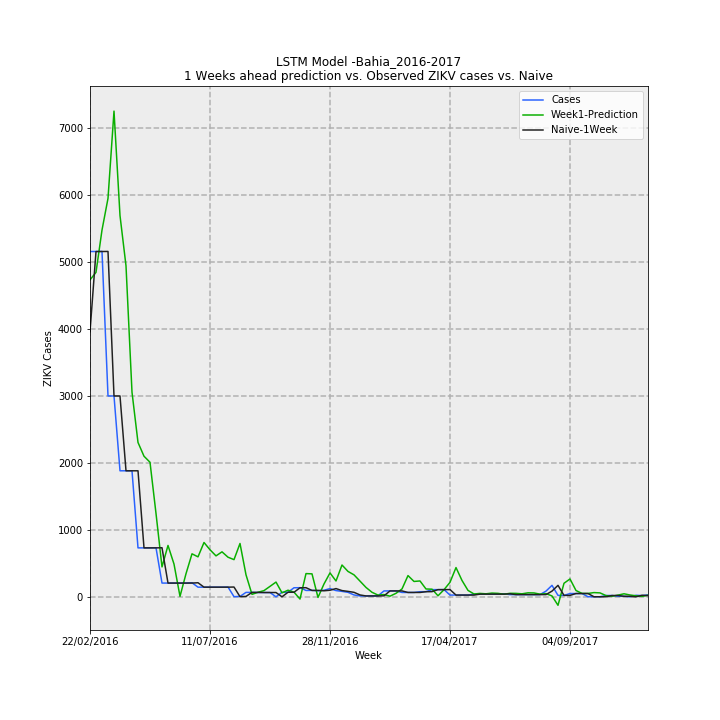 LSTM Model -Bahia_2016-2017
1 Weeks ahead prediction vs. Observed ZIKV cases vs. Naive
Cases
Week1-Prediction
Naive-1Week
7000
6000
5000
4000
3000
2000
1000
0
ZIKV Cases
22/02/2016
11/07/2016
28/11/2016
17/04/2017
04/09/2017
Week